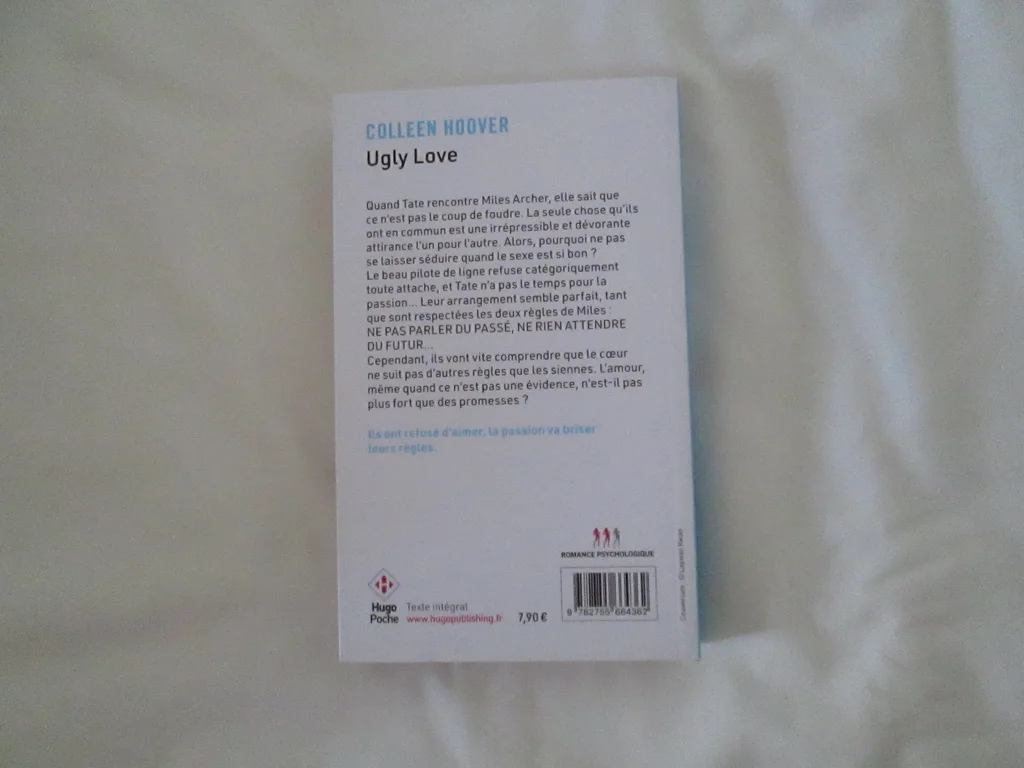 COLLEEN HOOVER
Ugly Love
Quand Tate rencontre Miles Archer, elle sait que
ce n'est pas le coup de foudre. La seule chose qu'ils
ont en commun est une irrépressible et dévorante
attirance l'un pour l'autre. Alors, pourquoi ne pas
se laisser séduire quand le sexe est si bon ?
Le beau pilote de ligne refuse catégoriquement
toute attache, et Tate n'a pas le temps pour la
passion... Leur arrangement semble parfait, tant
que sont respectées les deux règles de Miles :
NE PAS PARLER DU PASSÉ, NE RIEN ATTENDRE
DU FUTUR...
Cependant, ils vont vite comprendre que le cœur
ne suit pas d'autres règles que les siennes. L'amour,
même quand ce n'est pas une évidence, n'est-il pas
plus fort que des promesses ?
Ils ont refusé d'aimer, la passion va briser
leurs règles.
ROMANCE PSYCHOLOGIQUE
Hugo
Poche
Texte intégral
www.hugopublishing.fr
7,90 €
9 782755 664362
Couverture : ©